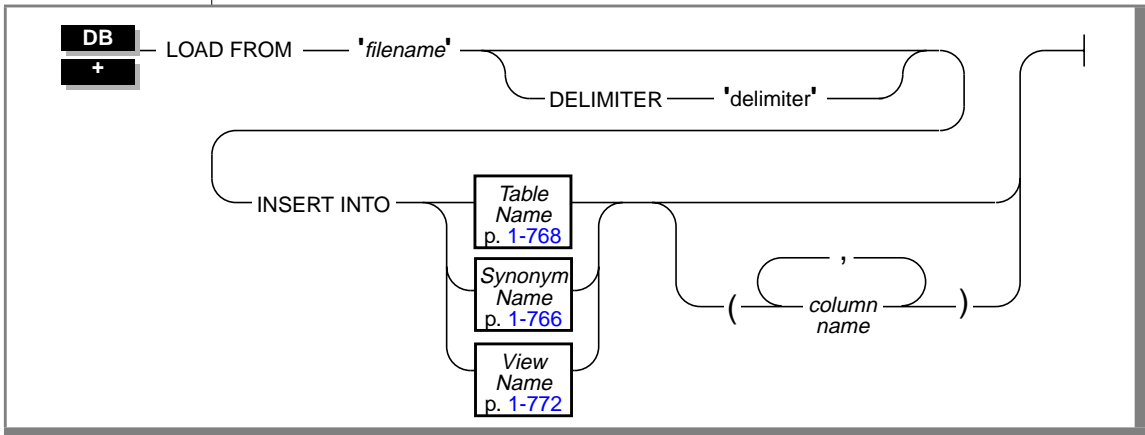 DB
+
LOAD FROM
'filename'
DELIMITER
'delimiter'
INSERT INTO
Table
Name
p. 1-768
Synonym
Name
p. 1-766
View
Name
p. 1-772
,
(
column
name
)